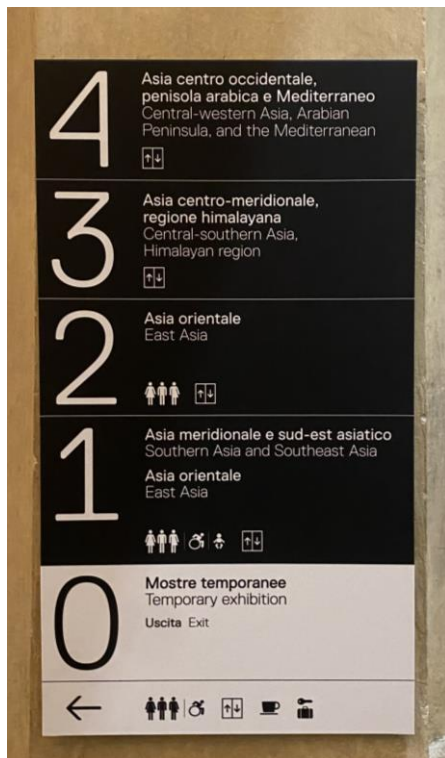 4
Asia centro occidentale,
penisola arabica e Mediterraneo
Central-western Asia, Arabian
Peninsula, and the Mediterranean
3
Asia centro-meridionale,
regione himalayana
Central-southern Asia,
Himalayan region
2
Asia orientale
East Asia
1
Asia meridionale e sud-est asiatico
Southern Asia and Southeast Asia
Asia orientale
East Asia
0
Mostre temporanee
Temporary exhibition
Uscita Exit